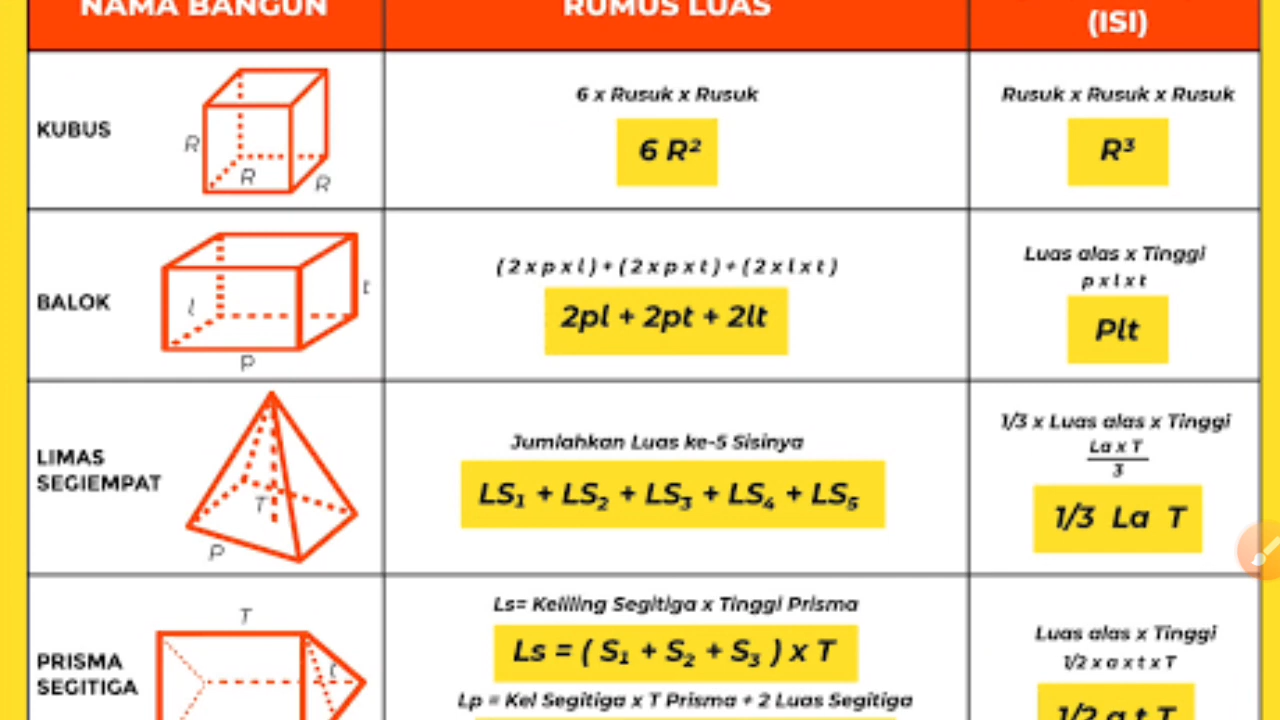 NAMA BANGUN
RUMUS LUAS
(ISI)
KUBUS
R
R
R
6 x Rusuk x Rusuk
6 R²
Rusuk x Rusuk x Rusuk
R³
BALOK
l
t
P
( 2 x p x l ) + ( 2 x p x t ) + ( 2 x l x t )
2pl + 2pt + 2lt
Luas alas x Tinggi
p x l x t
Plt
LIMAS
SEGIEMPAT
T
P
Jumlahkan Luas ke-5 Sisinya
LS₁ + LS₂ + LS₃ + LS₄ + LS₅
1/3 x Luas alas x Tinggi
La x T
3
1/3 La T
PRISMA
SEGITIGA
T
t
Ls= Keliling Segitiga x Tinggi Prisma
Ls = ( S₁ + S₂ + S₃ ) x T
Lp = Kel Segitiga x T Prisma + 2 Luas Segitiga
Luas alas x Tinggi
1/2 x a x t x T
1/2 a t T